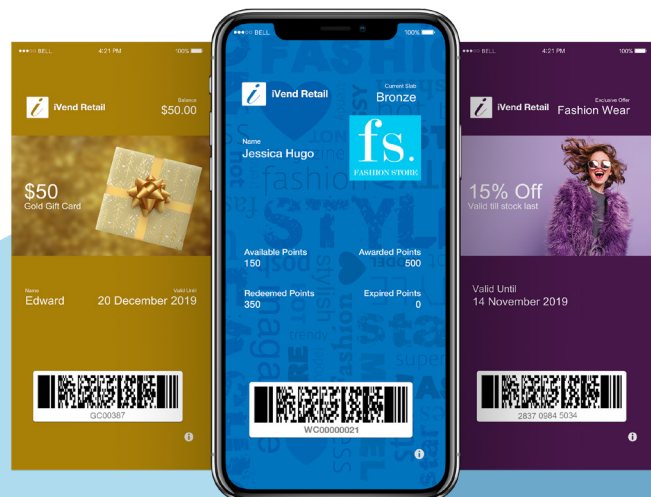 BELL 4:21 PM 100%
iVend Retail
Balance
$50.00
$50
Gold Gift Card
Name
Edward
Valid Until
20 December 2019
GC00387
BELL 100%
iVend Retail
Current Slab
Bronze
Name
Jessica Hugo
fs.
FASHION STORE
Available Points
150
Awarded Points
500
Redeemed Points
350
Expired Points
0
WC00000021
4:21 PM 100%
iVend Retail
Exclusive Offer
Fashion Wear
15% Off
Valid till stock last
Valid Until
14 November 2019
2837 0984 5034